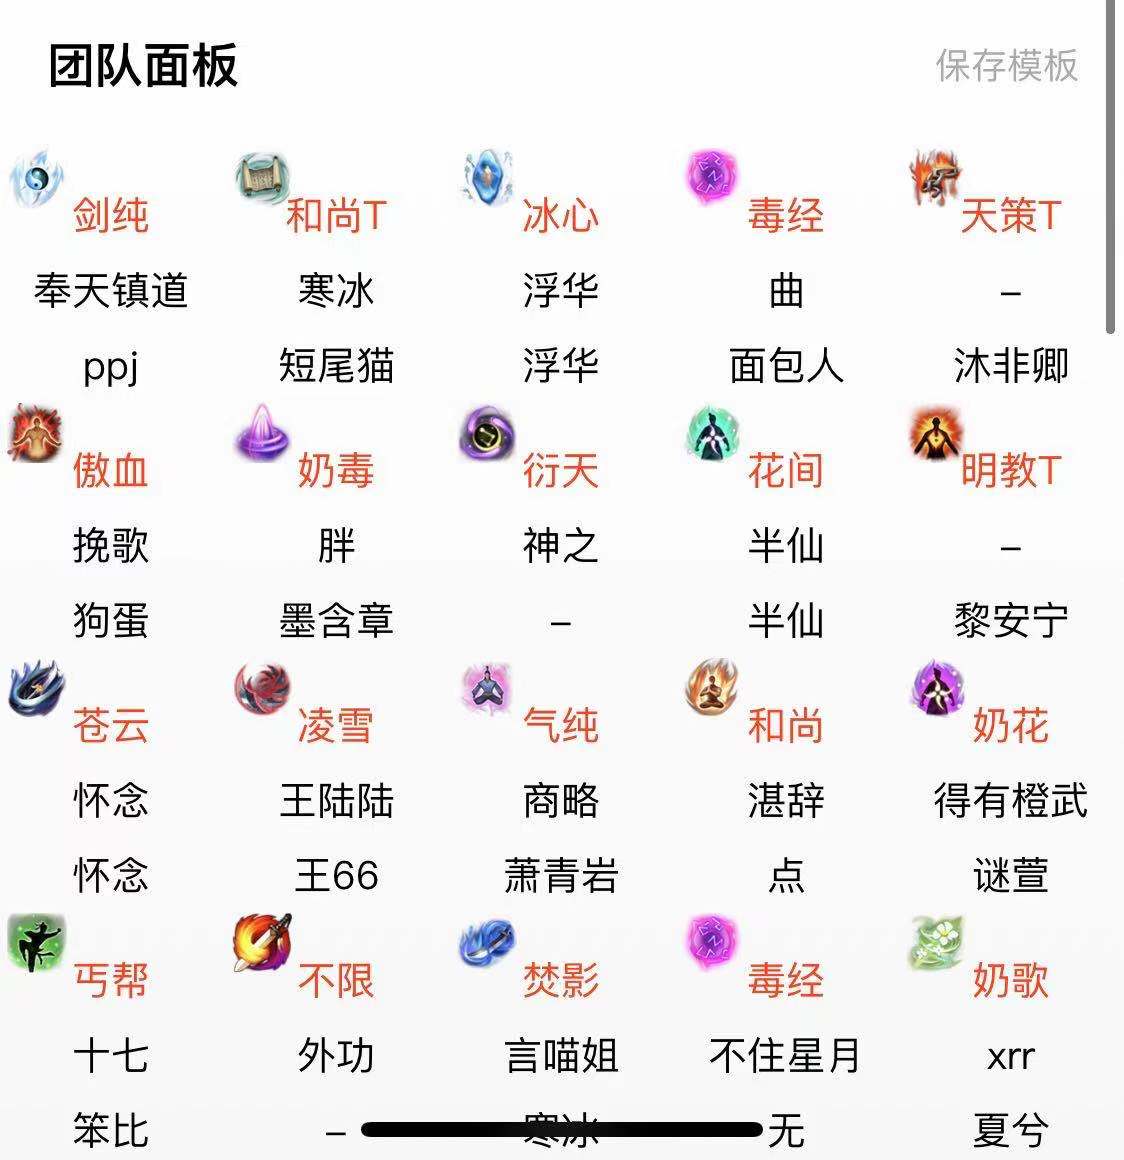 团队面板 保存模板
剑纯 和尚T 冰心 毒经 天策T
奉天镇道 寒冰 浮华 曲 –
ppj 短尾猫 浮华 面包人 沐非卿
傲血 奶毒 衍天 花间 明教T
挽歌 胖 神之 半仙 –
狗蛋 墨含章 – 半仙 黎安宁
苍云 凌雪 气纯 和尚 奶花
怀念 王陆陆 商略 湛辞 得有橙武
怀念 王66 萧青岩 点 谜萱
丐帮 不限 焚影 毒经 奶歌
十七 外功 言喵姐 不住星月 xrr
笨比 – 寒冰 无 夏兮